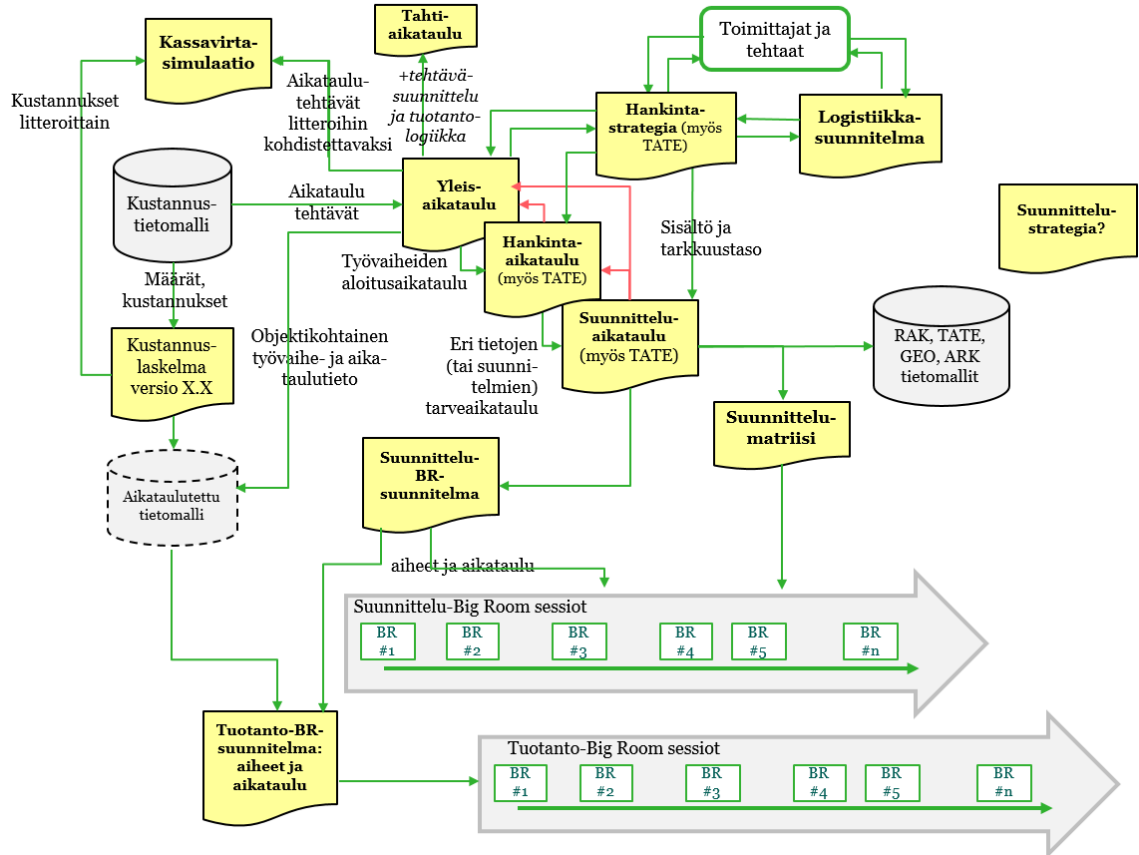 Tahti-
aikataulu
Toimittajat ja
tehtaat
Kassavirta-
simulaatio
Kustannukset
litteroittain
Aikataulu-
tehtävät
litteroihin
kohdistettavaksi
+tehtävä-
suunnittelu
ja tuotanto-
logiikka
Hankinta-
strategia (myös
TATE)
Logistiikka-
suunnitelma
Kustannus-
tietomalli
Aikataulu
tehtävät
Yleis-
aikataulu
Suunnittelu-
strategia?
Sisältö ja
tarkkuustaso
Hankinta-
aikataulu
(myös TATE)
Työvaiheiden
aloitusaikataulu
Määrät,
kustannukset
Kustannus-
laskelma
versio X.X
Objektikohtainen
työvaihe- ja aika-
taulutieto
Eri tietojen
(tai suunni-
telmien)
tarveaikataulu
Suunnittelu-
aikataulu
(myös TATE)
RAK, TATE,
GEO, ARK
tietomallit
Suunnittelu-
matriisi
Suunnittelu-
BR-
suunnitelma
Aikataulutettu
tietomalli
aiheet ja aikataulu
Suunnittelu-Big Room sessiot
BR
#1
BR
#2
BR
#3
BR
#4
BR
#5
BR
#n
Tuotanto-BR-
suunnitelma:
aiheet ja
aikataulu
Tuotanto-Big Room sessiot
BR
#1
BR
#2
BR
#3
BR
#4
BR
#5
BR
#n